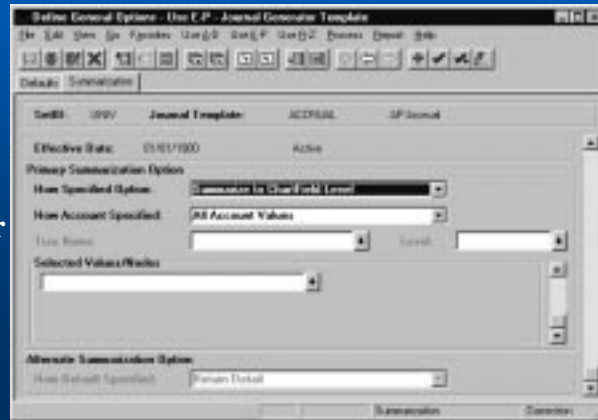 Define General Options - Use E-P - Journal Generator Template
File Edit View Go Favorites Use A-D Use E-P Use Q-Z Process Report Help
Defaults Summarization
SetID: UNIV Journal Template: ACCRUAL AP Accrual
Effective Date: 01/01/1900 Active
Primary Summarization Option
How Specified Option: Summarize to ChartField Level
How Account Specified: All Account Values
Tree Name: Level:
Selected Values/Nodes
Alternate Summarization Option
How Default Specified: Retain Detail
Summarization Correction